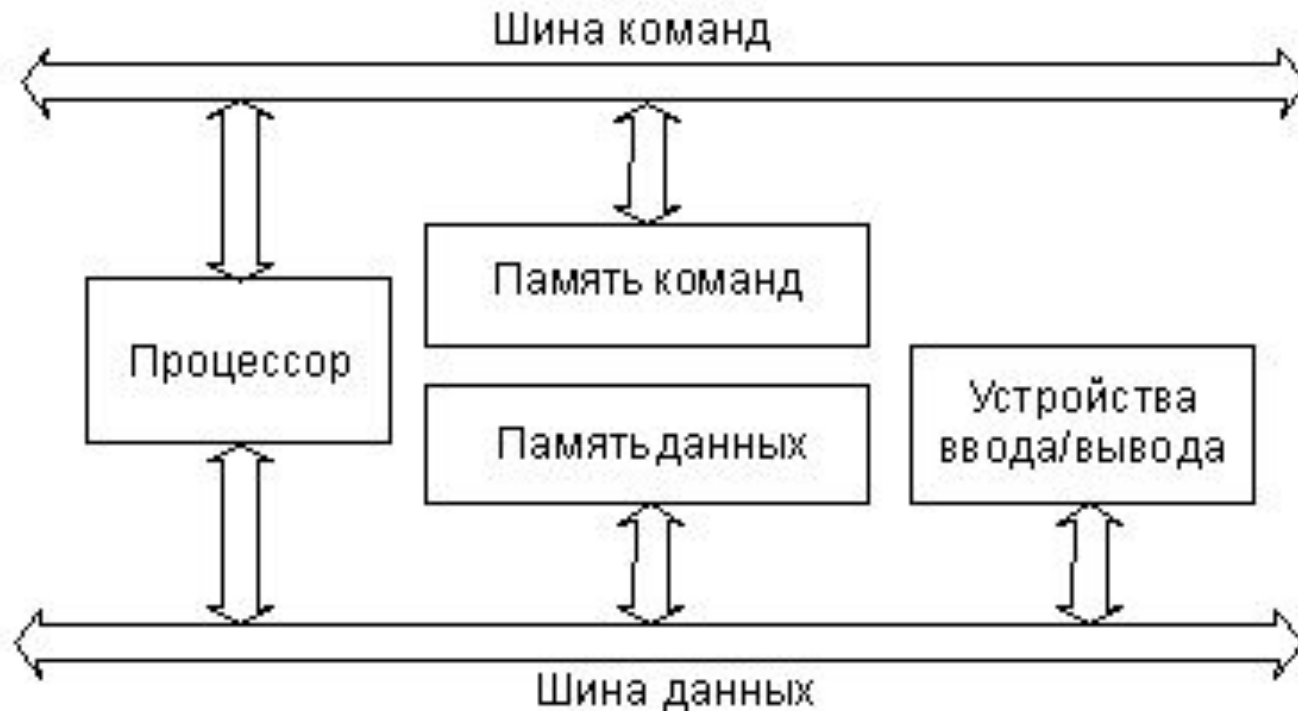 Шина команд
Память команд
Процессор
Память данных
Устройства
ввода/вывода
Шина данных